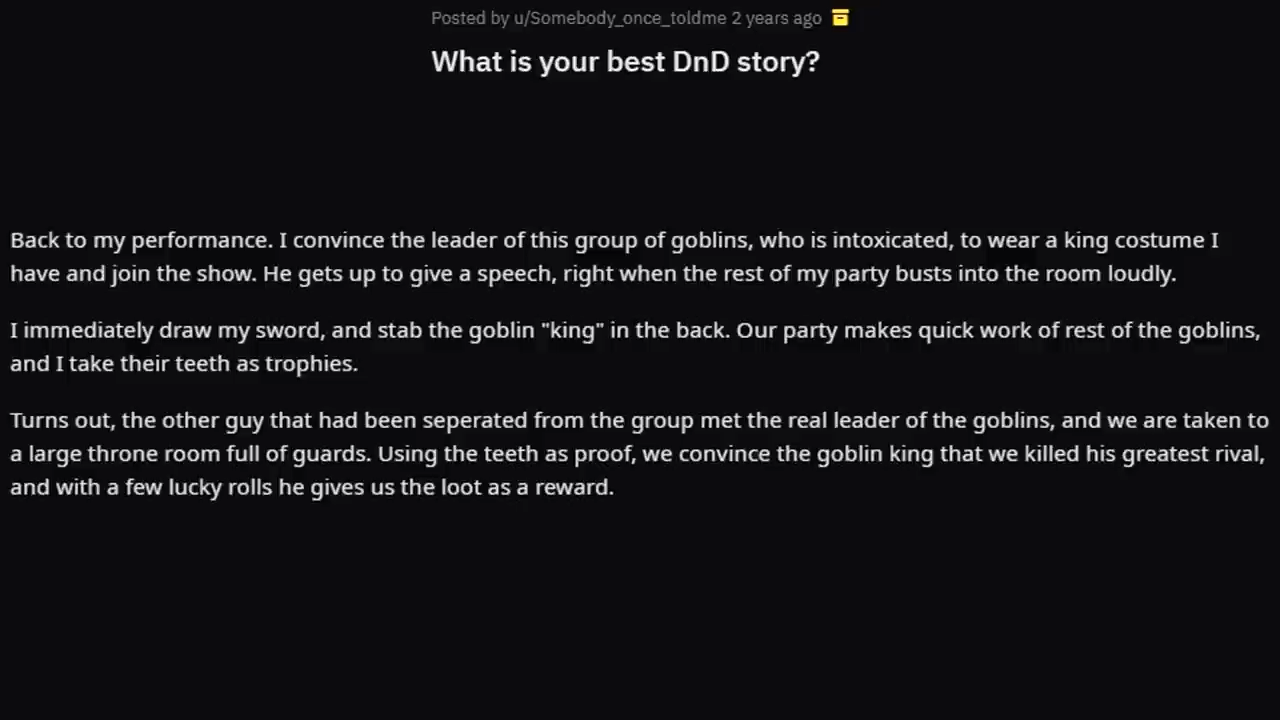 Posted by u/Somebody_once_toldme 2 years ago
What is your best DnD story?
Back to my performance. I convince the leader of this group of goblins, who is intoxicated, to wear a king costume I
have and join the show. He gets up to give a speech, right when the rest of my party busts into the room loudly.
I immediately draw my sword, and stab the goblin "king" in the back. Our party makes quick work of rest of the goblins,
and I take their teeth as trophies.
Turns out, the other guy that had been seperated from the group met the real leader of the goblins, and we are taken to
a large throne room full of guards. Using the teeth as proof, we convince the goblin king that we killed his greatest rival,
and with a few lucky rolls he gives us the loot as a reward.